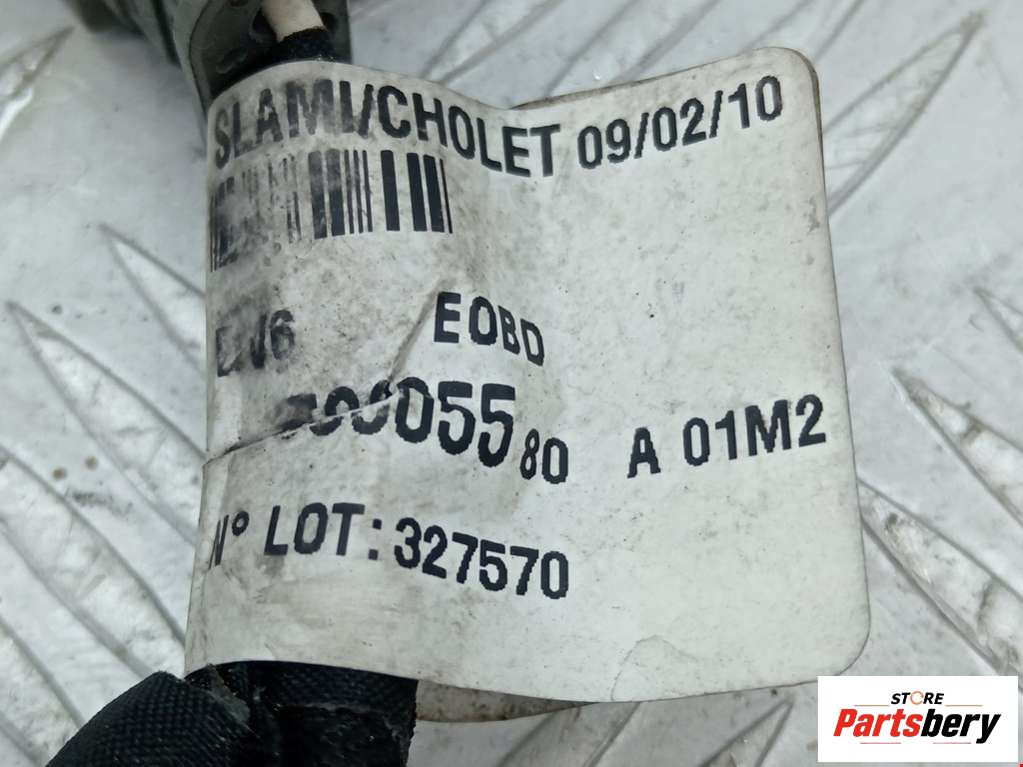 SLAMI/CHOLET 09/02/10
EOBD
80 A 01M2
N° LOT: 327570
STORE
Partsbery